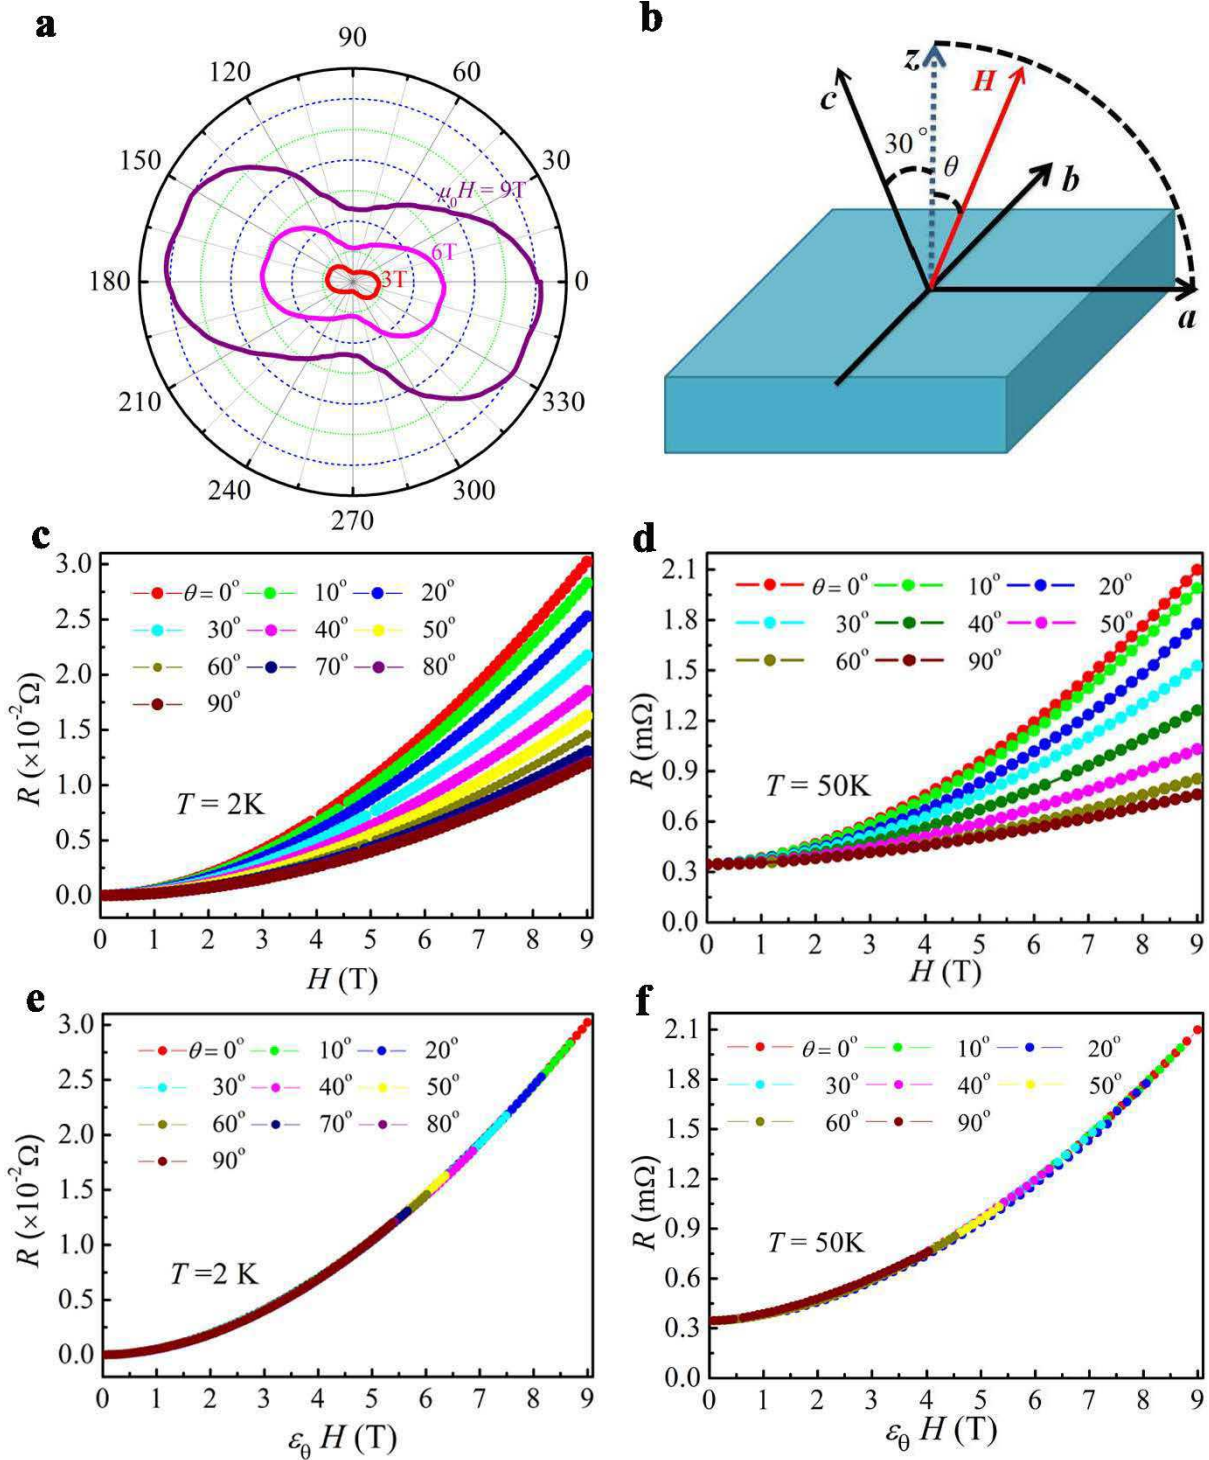 a
90
120
60
150
30
μ₀H = 9T
6T
3T
180
0
210
330
240
300
270
b
z
H
c
30°
θ
b
a
c
3.0
2.5
2.0
1.5
1.0
0.5
0.0
R (×10⁻²Ω)
θ = 0° 10° 20°
30° 40° 50°
60° 70° 80°
90°
T = 2K
0 1 2 3 4 5 6 7 8 9
H (T)
d
2.1
1.8
1.5
1.2
0.9
0.6
0.3
0.0
R (mΩ)
θ = 0° 10° 20°
30° 40° 50°
60° 90°
T = 50K
0 1 2 3 4 5 6 7 8 9
H (T)
e
3.0
2.5
2.0
1.5
1.0
0.5
0.0
R (×10⁻²Ω)
θ = 0° 10° 20°
30° 40° 50°
60° 70° 80°
90°
T =2 K
0 1 2 3 4 5 6 7 8 9
ε_θ H (T)
f
2.1
1.8
1.5
1.2
0.9
0.6
0.3
0.0
R (mΩ)
θ = 0° 10° 20°
30° 40° 50°
60° 90°
T = 50K
0 1 2 3 4 5 6 7 8 9
ε_θ H (T)